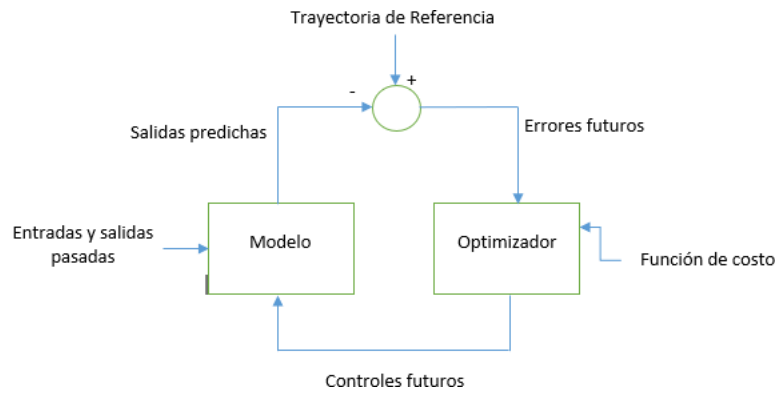 Trayectoria de Referencia
+
-
Salidas predichas
Errores futuros
Entradas y salidas
pasadas
Modelo
Optimizador
Función de costo
Controles futuros